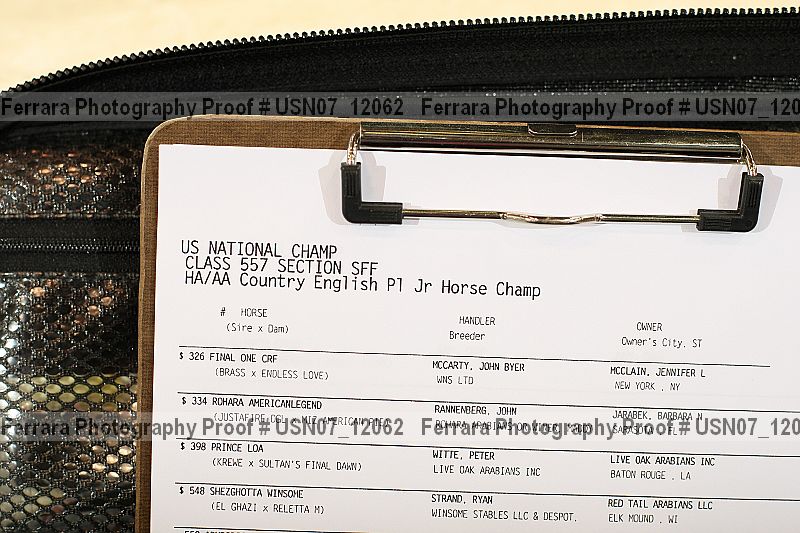 Ferrara Photography Proof # USN07_12062 Ferrara Photography Proof # USN07_120
US NATIONAL CHAMP
CLASS 557 SECTION SFF
HA/AA Country English Pl Jr Horse Champ
# HORSE HANDLER OWNER
(Sire x Dam) Breeder Owner's City, ST
$ 326 FINAL ONE CRF MCCARTY, JOHN BYER MCCLAIN, JENNIFER L
(BRASS x ENDLESS LOVE) WNS LTD NEW YORK , NY
$ 334 ROHARA AMERICANLEGEND RANNENBERG, JOHN JARABEK, BARBARA N
Ferrara Photography Proof # USN07_12062 Ferrara Photography Proof # USN07_120
$ 398 PRINCE LOA WITTE, PETER LIVE OAK ARABIANS INC
(KREWE x SULTAN'S FINAL DAWN) LIVE OAK ARABIANS INC BATON ROUGE , LA
$ 548 SHEZGHOTTA WINSOME STRAND, RYAN RED TAIL ARABIANS LLC
(EL GHAZI x RELETTA M) WINSOME STABLES LLC & DESPOT, ELK MOUND , WI